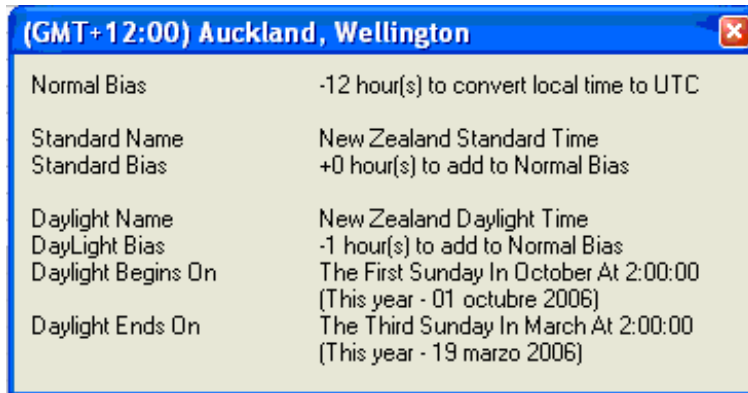 (GMT+12:00) Auckland, Wellington
Normal Bias -12 hour(s) to convert local time to UTC
Standard Name New Zealand Standard Time
Standard Bias +0 hour(s) to add to Normal Bias
Daylight Name New Zealand Daylight Time
DayLight Bias -1 hour(s) to add to Normal Bias
Daylight Begins On The First Sunday In October At 2:00:00
(This year - 01 octubre 2006)
Daylight Ends On The Third Sunday In March At 2:00:00
(This year - 19 marzo 2006)